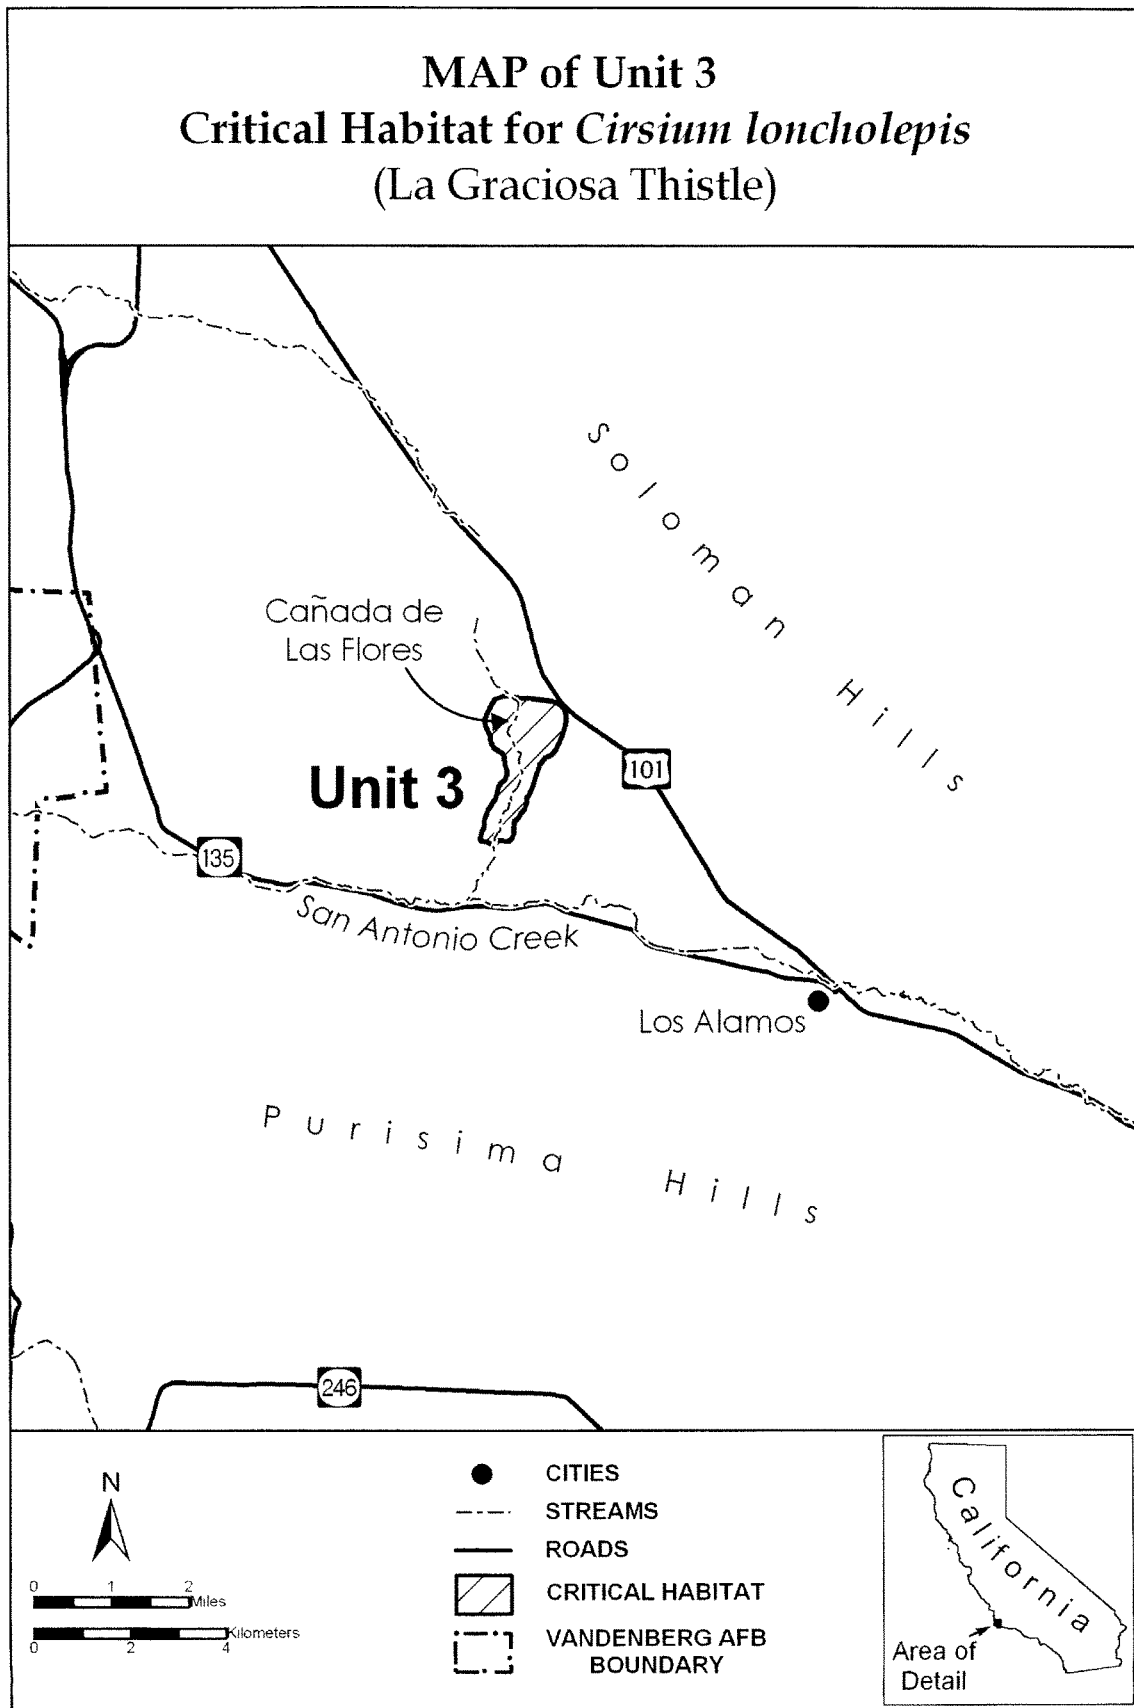 MAP of Unit 3
Critical Habitat for Cirsium loncholepis
(La Graciosa Thistle)
Soloman Hills
Cañada de
Las Flores
Unit 3
101
135
San Antonio Creek
Los Alamos
Purisima Hills
246
N
0 1 2
Miles
Kilometers
0 2 4
CITIES
STREAMS
ROADS
CRITICAL HABITAT
VANDENBERG AFB
BOUNDARY
California
Area of
Detail